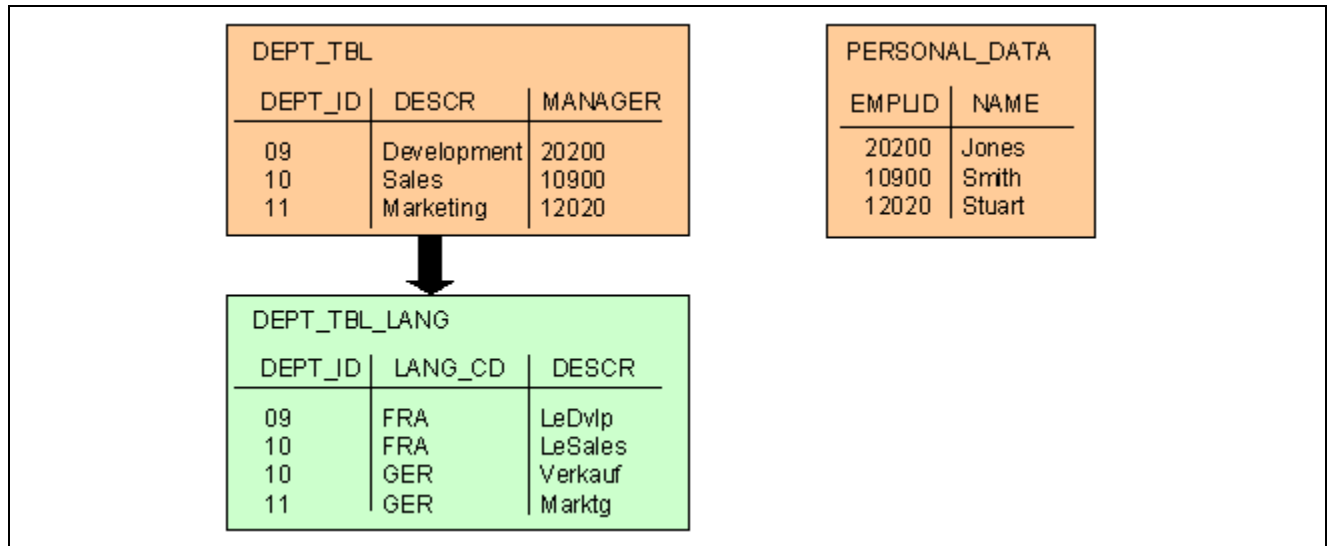 DEPT_TBL
DEPT_ID DESCR MANAGER
09 Development 20200
10 Sales 10900
11 Marketing 12020
PERSONAL_DATA
EMPLID NAME
20200 Jones
10900 Smith
12020 Stuart
DEPT_TBL_LANG
DEPT_ID LANG_CD DESCR
09 FRA LeDvlp
10 FRA LeSales
10 GER Verkauf
11 GER Marktg